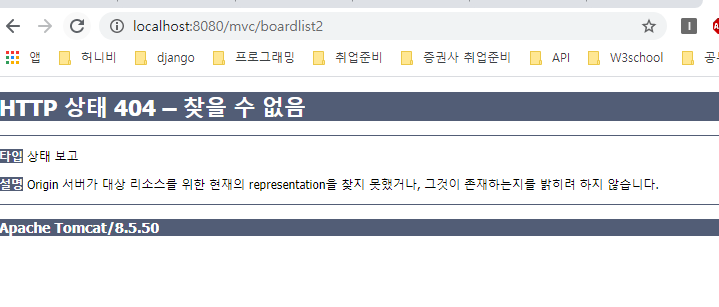 localhost:8080/mvc/boardlist2
앱 허니비 django 프로그래밍 취업준비 증권사 취업준비 API W3school
HTTP 상태 404 – 찾을 수 없음
타입 상태 보고
설명 Origin 서버가 대상 리소스를 위한 현재의 representation을 찾지 못했거나, 그것이 존재하는지를 밝히려 하지 않습니다.
Apache Tomcat/8.5.50